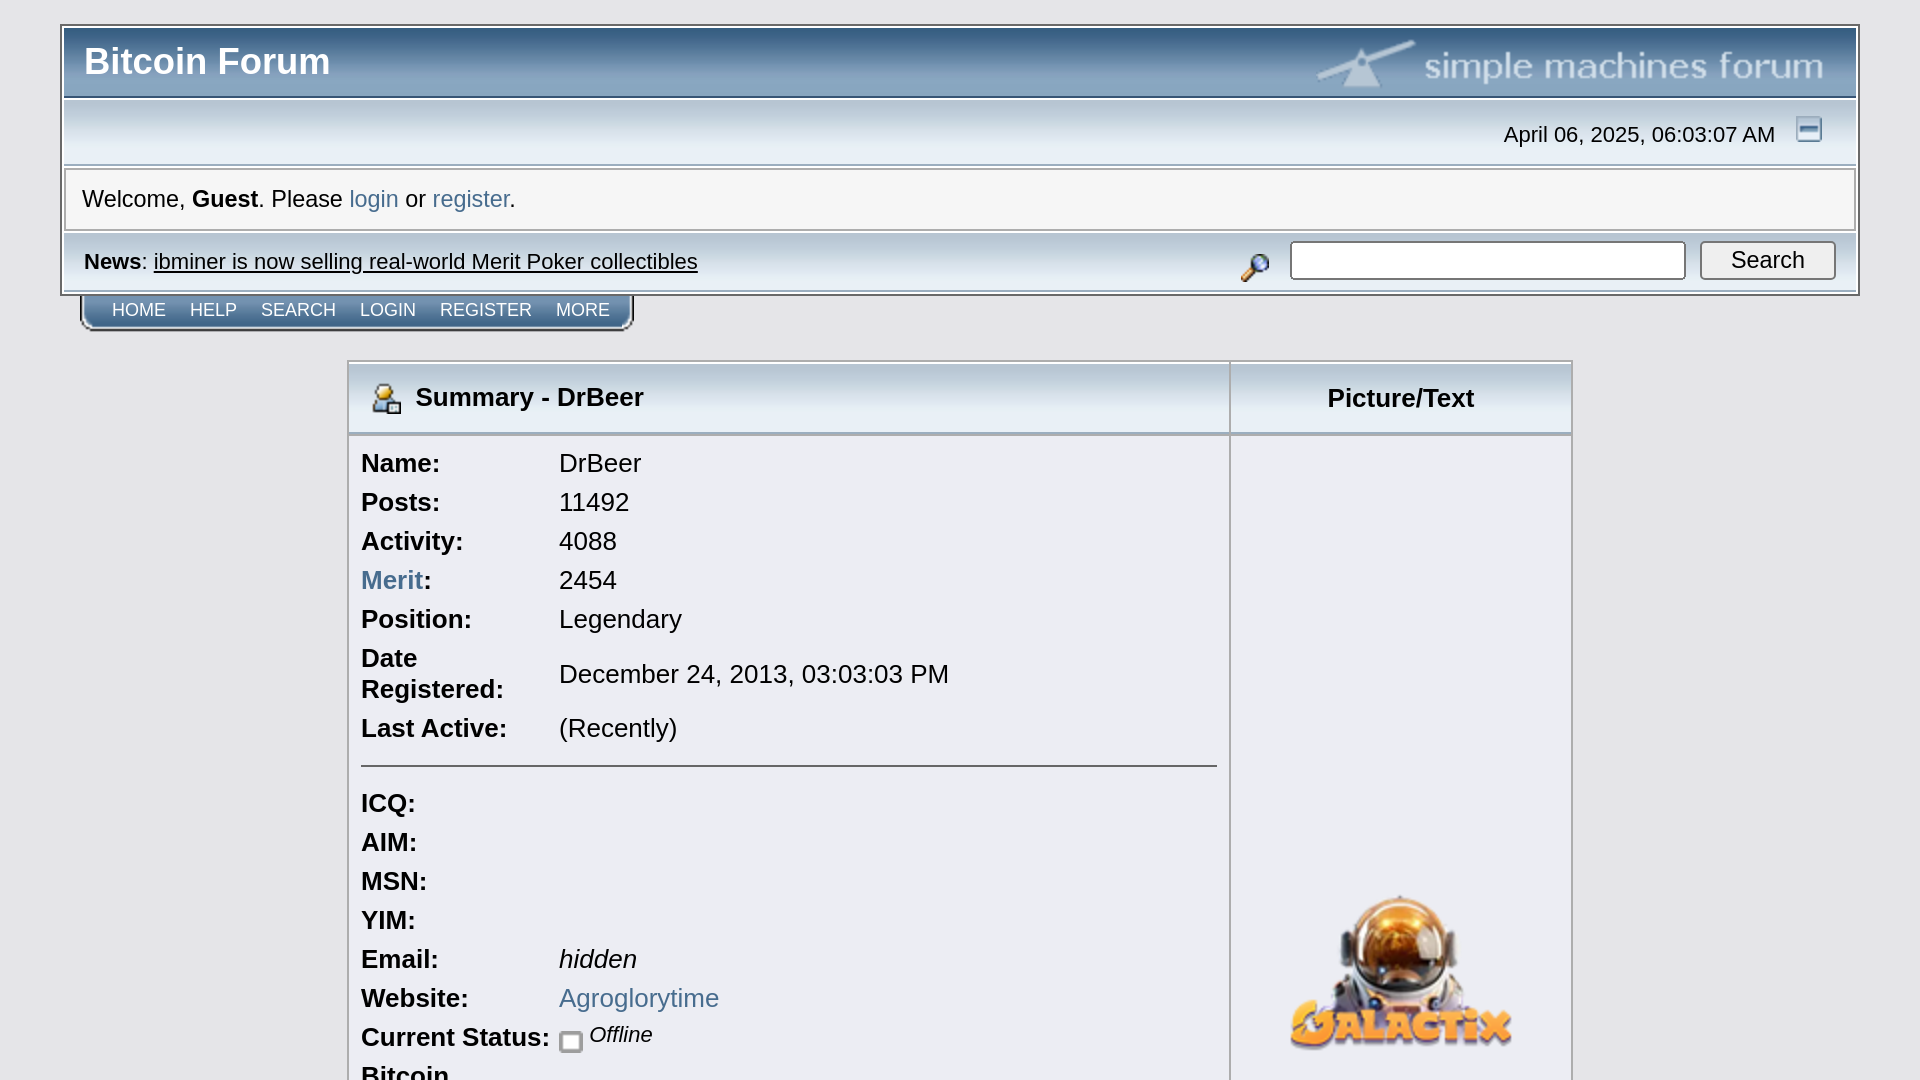 Bitcoin Forum
simple machines forum
April 06, 2025, 06:03:07 AM
Welcome, Guest. Please login or register.
News: ibminer is now selling real-world Merit Poker collectibles
Search
HOME HELP SEARCH LOGIN REGISTER MORE
Summary - DrBeer
Picture/Text
Name: DrBeer
Posts: 11492
Activity: 4088
Merit: 2454
Position: Legendary
Date
Registered: December 24, 2013, 03:03:03 PM
Last Active: (Recently)
ICQ:
AIM:
MSN:
YIM:
Email: hidden
Website: Agroglorytime
Current Status: Offline
GALACTIX
Bitcoin